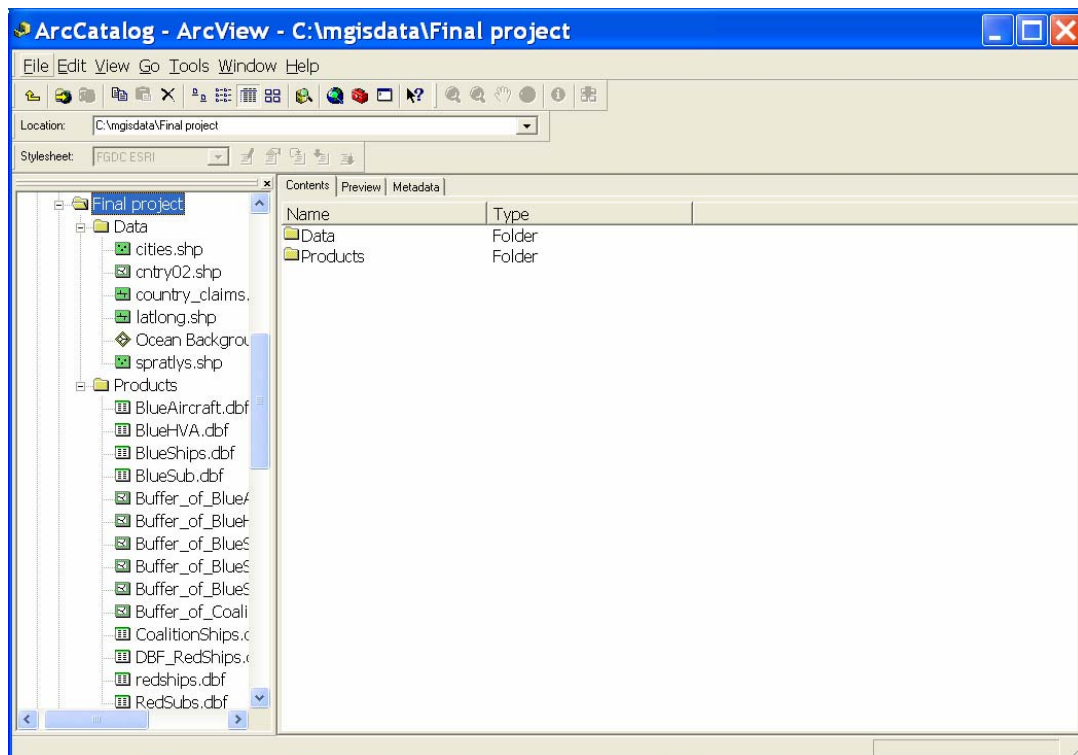 ArcCatalog - ArcView - C:\mgisdata\Final project
File Edit View Go Tools Window Help
Location: C:\mgisdata\Final project
Stylesheet: FGDC ESRI
Final project
Data
cities.shp
cntry02.shp
country_claims.
latlong.shp
Ocean Backgrou
spratlys.shp
Products
BlueAircraft.dbf
BlueHVA.dbf
BlueShips.dbf
BlueSub.dbf
Buffer_of_BlueA
Buffer_of_BlueH
Buffer_of_BlueS
Buffer_of_BlueS
Buffer_of_BlueS
Buffer_of_Coali
CoalitionShips.d
DBF_RedShips.d
redships.dbf
RedSubs.dbf
Contents Preview Metadata
Name Type
Data Folder
Products Folder